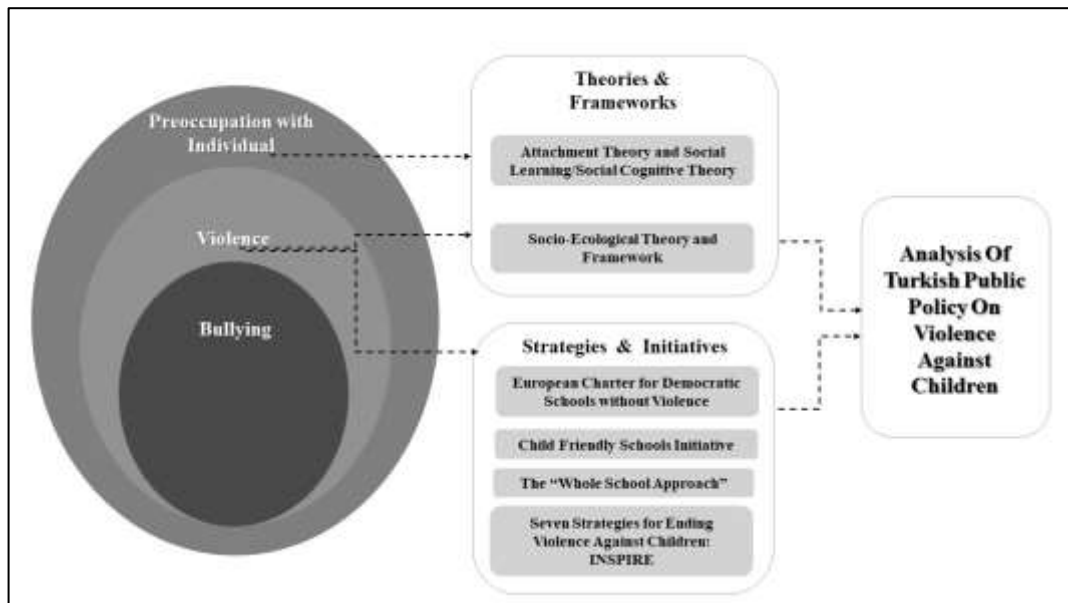 Preoccupation with
Individual
Violence
Bullying
Theories &
Frameworks
Attachment Theory and Social
Learning/Social Cognitive Theory
Socio-Ecological Theory and
Framework
Strategies & Initiatives
European Charter for Democratic
Schools without Violence
Child Friendly Schools Initiative
The “Whole School Approach”
Seven Strategies for Ending
Violence Against Children:
INSPIRE
Analysis Of
Turkish Public
Policy On
Violence
Against
Children